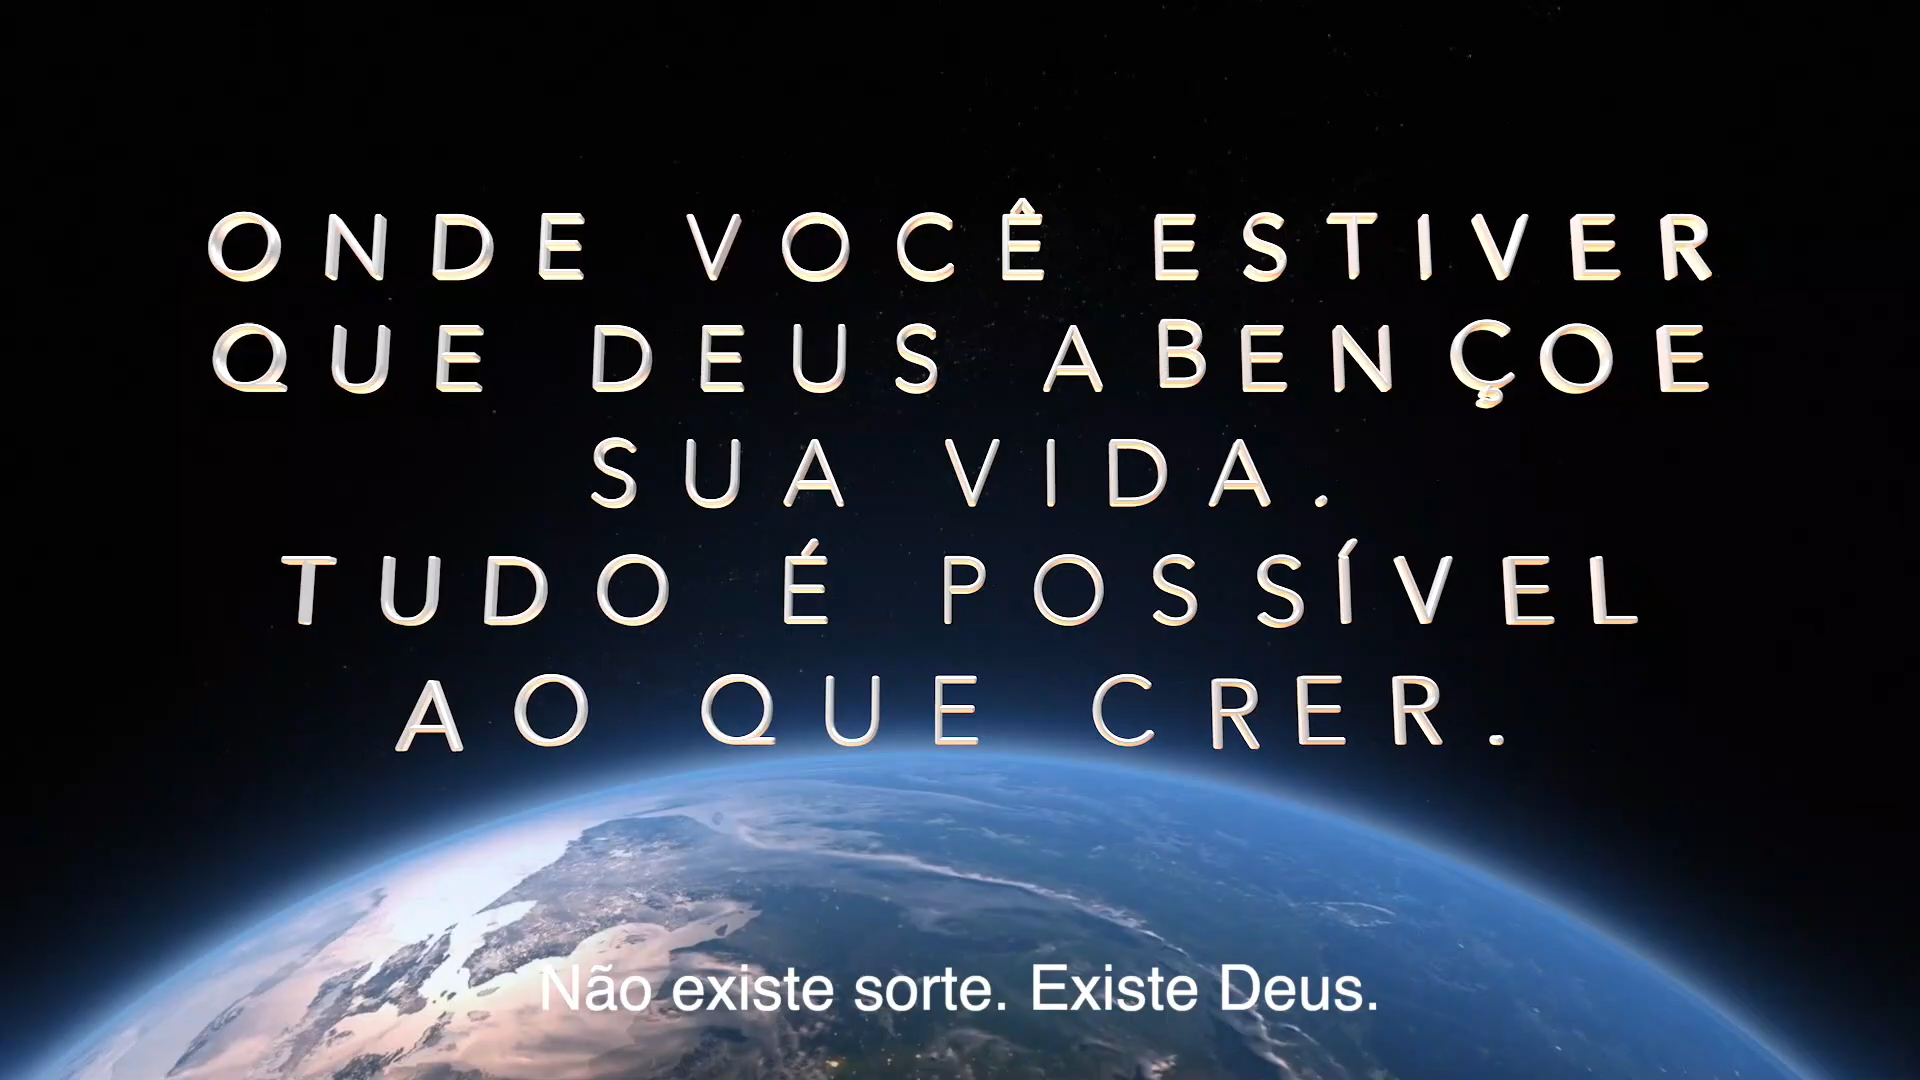 ONDE VOCÊ ESTIVER
QUE DEUS ABENÇOE
SUA VIDA.
TUDO É POSSÍVEL
AO QUE CRER.
Não existe sorte. Existe Deus.